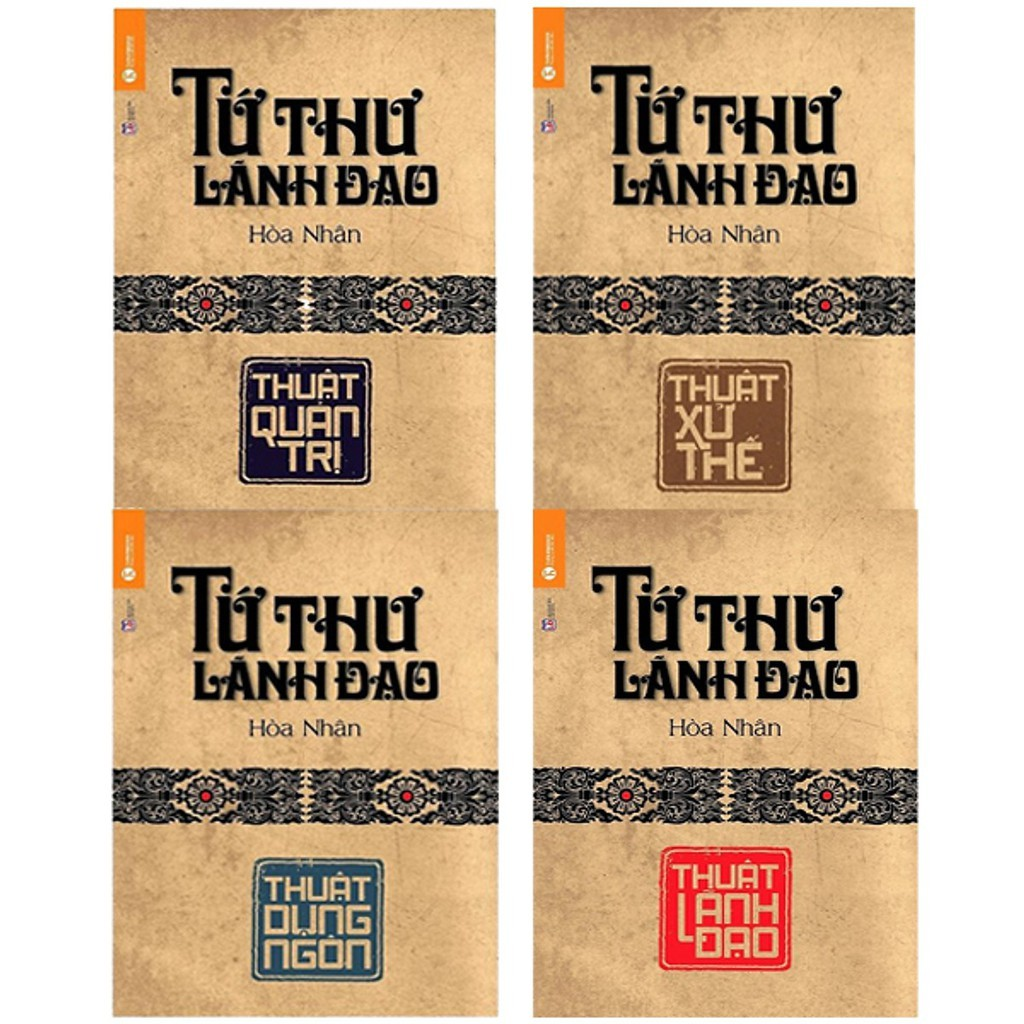 TỨ THƯ
LÃNH ĐẠO
Hòa Nhân
THUẬT
QUẢN
TRỊ
TỨ THƯ
LÃNH ĐẠO
Hòa Nhân
THUẬT
XỬ
THẾ
TỨ THƯ
LÃNH ĐẠO
Hòa Nhân
THUẬT
DỤNG
NGÔN
TỨ THƯ
LÃNH ĐẠO
Hòa Nhân
THUẬT
LÃNH
ĐẠO